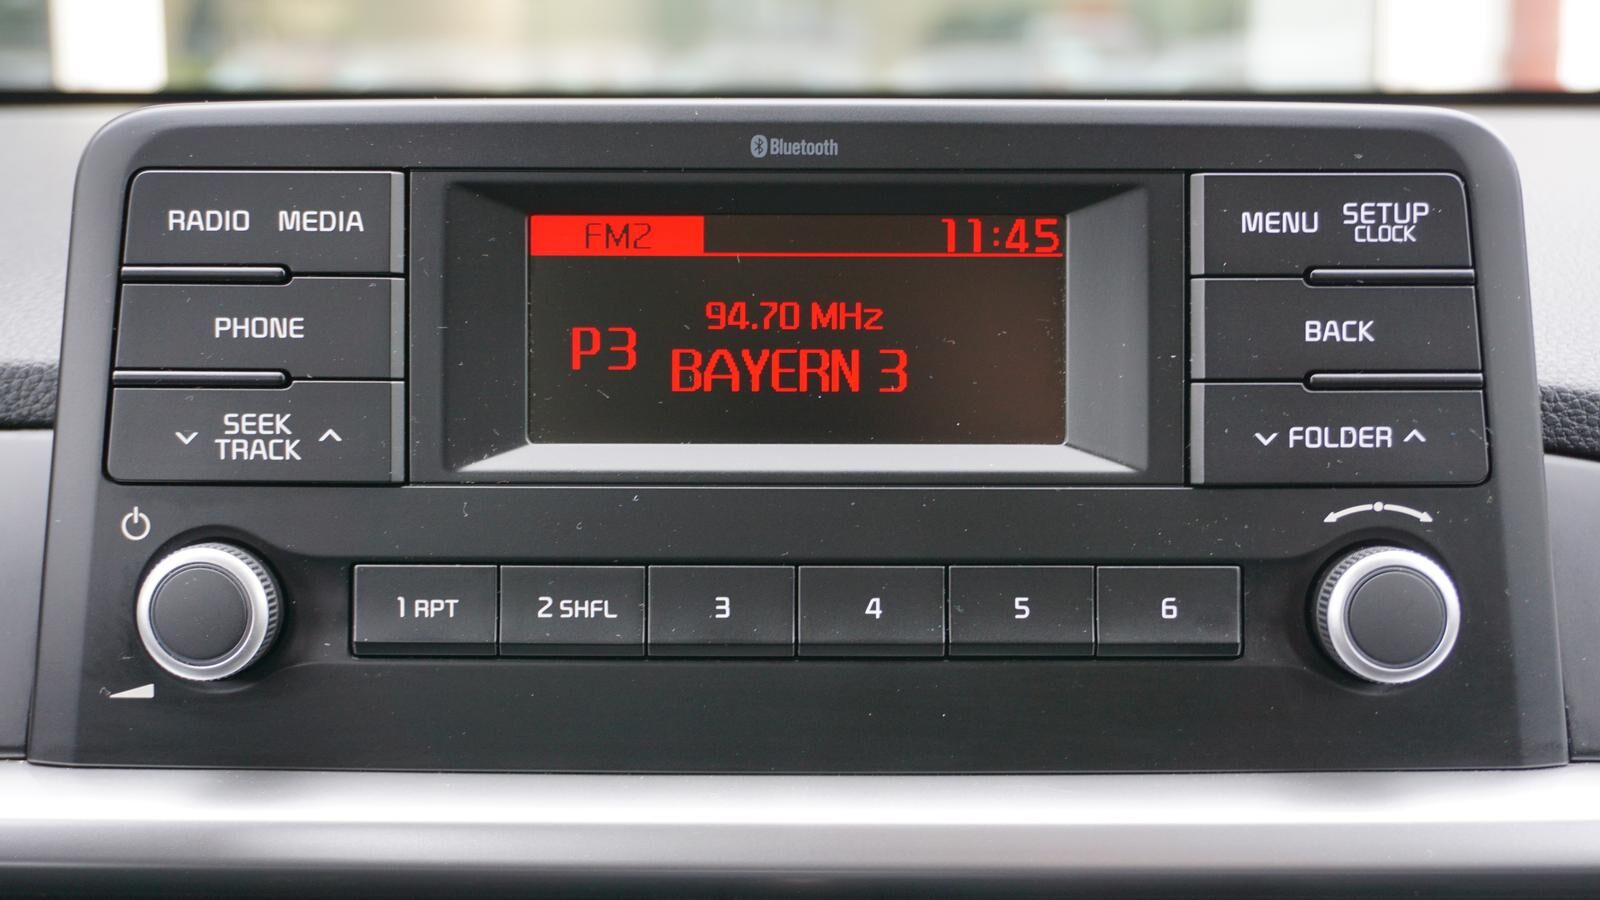 Bluetooth
RADIO MEDIA
PHONE
SEEK
TRACK
FM2 11:45
94.70 MHz
P3 BAYERN 3
MENU SETUP
CLOCK
BACK
FOLDER
1 RPT 2 SHFL 3 4 5 6